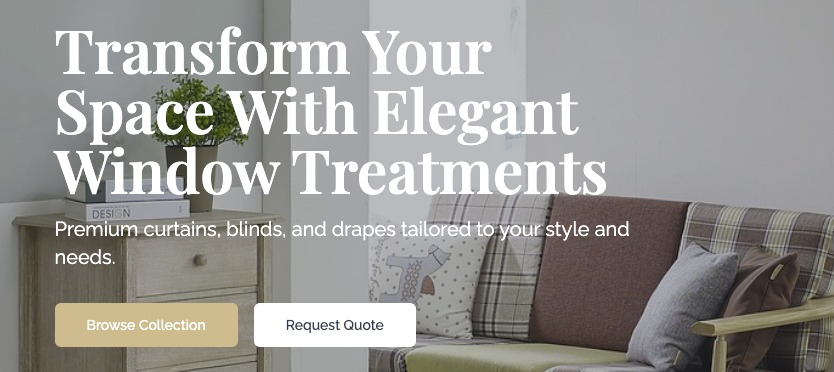 Transform Your
Space With Elegant
Window Treatments
DESIGN
Premium curtains, blinds, and drapes tailored to your style and
needs.
Browse Collection
Request Quote